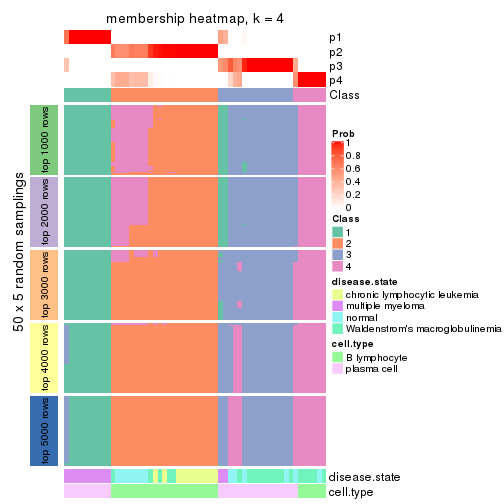 membership heatmap, k = 4
p1
p2
p3
p4
Class
50 x 5 random samplings
top 1000 rows
top 2000 rows
top 3000 rows
top 4000 rows
top 5000 rows
Prob
1
0.8
0.6
0.4
0.2
0
Class
1
2
3
4
disease.state
chronic lymphocytic leukemia
multiple myeloma
normal
Waldenstrom's macroglobulinemia
cell.type
B lymphocyte
plasma cell
disease.state
cell.type